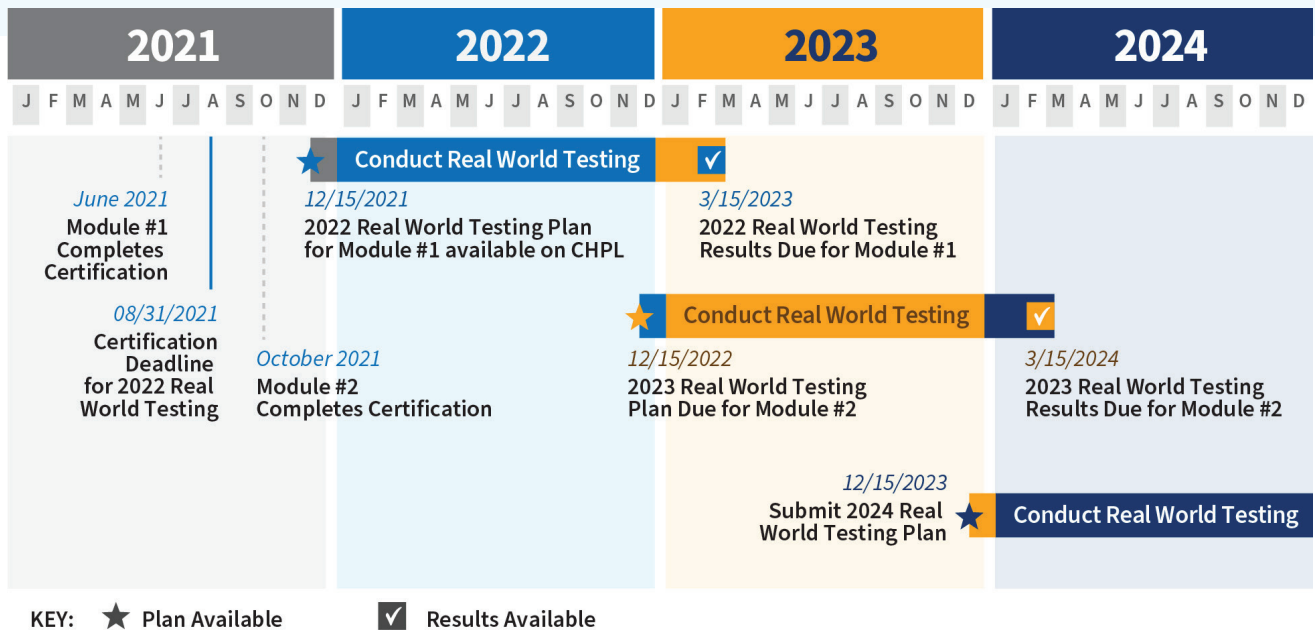 2021 2022 2023 2024
J F M A M J J A S O N D J F M A M J J A S O N D J F M A M J J A S O N D J F M A M J J A S O N D
Conduct Real World Testing
June 2021
Module #1
Completes
Certification
12/15/2021
2022 Real World Testing Plan
for Module #1 available on CHPL
3/15/2023
2022 Real World Testing
Results Due for Module #1
08/31/2021
Certification
Deadline
for 2022 Real
World Testing
October 2021
Module #2
Completes Certification
Conduct Real World Testing
12/15/2022
2023 Real World Testing
Plan Due for Module #2
3/15/2024
2023 Real World Testing
Results Due for Module #2
12/15/2023
Submit 2024 Real
World Testing Plan
Conduct Real World Testing
KEY: Plan Available Results Available